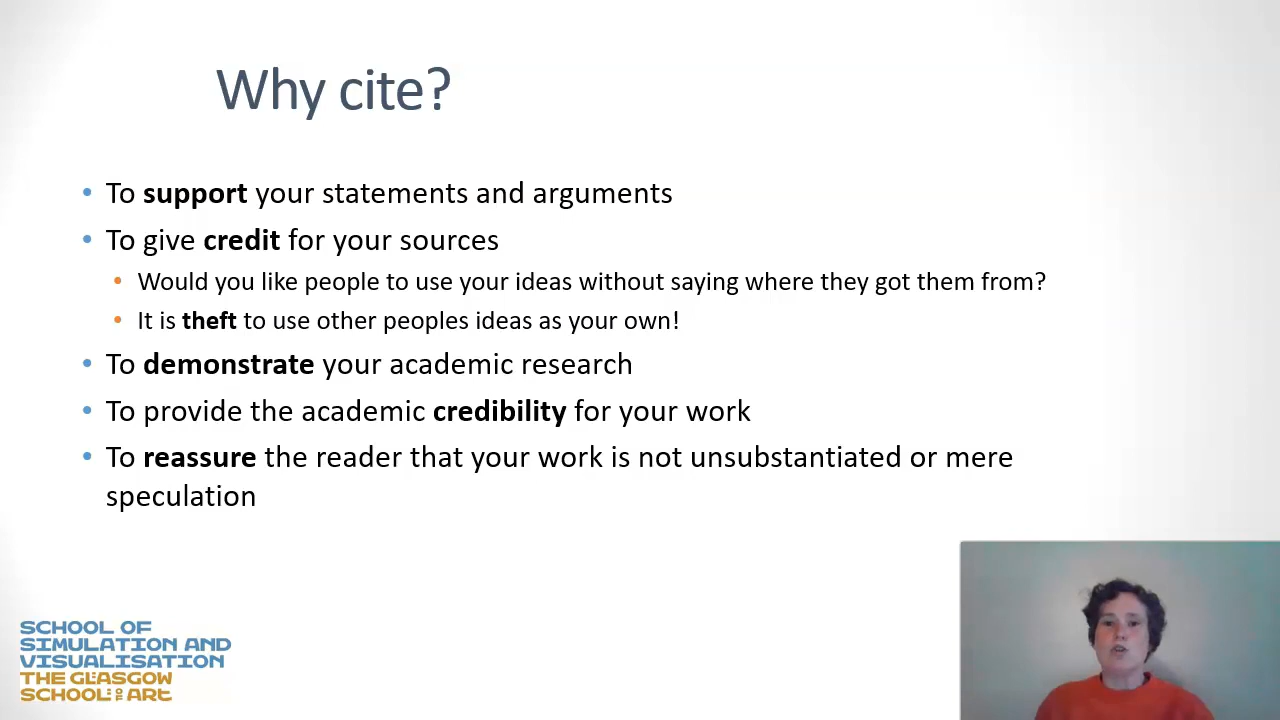 Why cite?
• To support your statements and arguments
• To give credit for your sources
• Would you like people to use your ideas without saying where they got them from?
• It is theft to use other peoples ideas as your own!
• To demonstrate your academic research
• To provide the academic credibility for your work
• To reassure the reader that your work is not unsubstantiated or mere
speculation
SCHOOL OF
SIMULATION AND
VISUALISATION
THE GLASGOW
SCHOOL OF ART